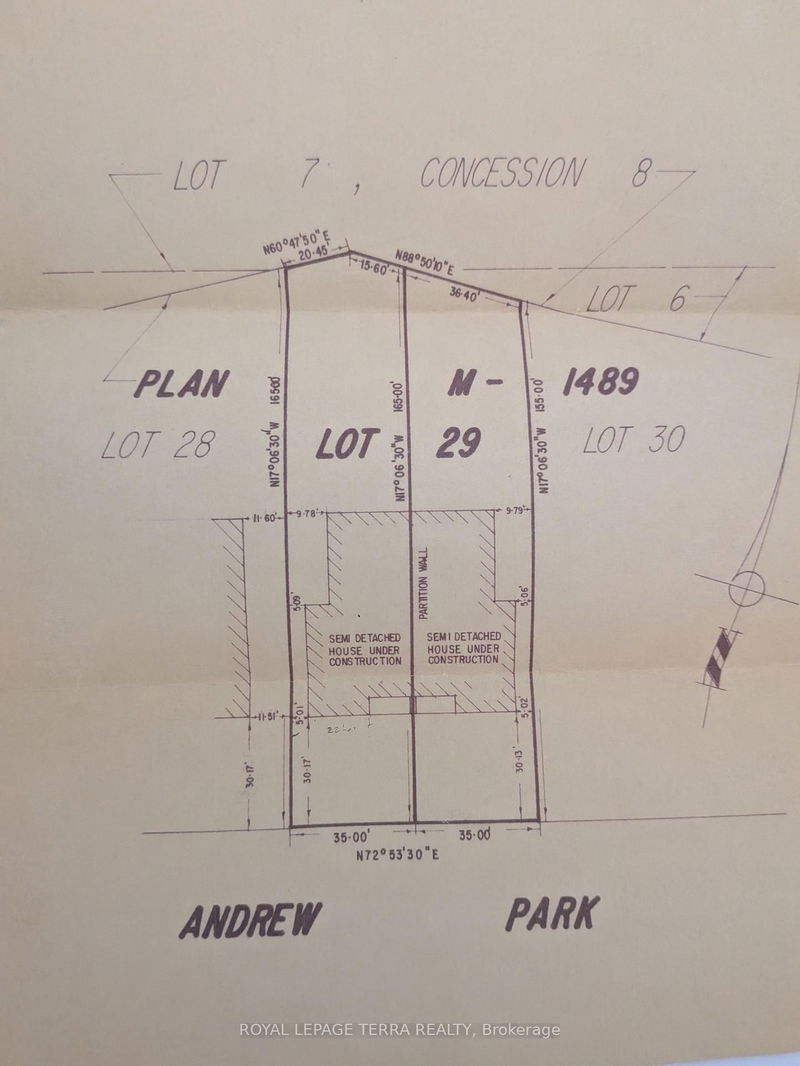 LOT 7 , CONCESSION 8
N60°47'50"E
20·45'
15·60'
N88°50'10"E
36·40'
LOT 6
PLAN M- 1489
LOT 28
LOT 29
LOT 30
N17°06'30"W 165·00'
N17°06'30"W 165·00'
N17°06'30"W 155·00'
11·60'
9·78'
9·79'
5·09'
5·06'
PARTITION WALL
SEMI DETACHED
HOUSE UNDER
CONSTRUCTION
SEMI DETACHED
HOUSE UNDER
CONSTRUCTION
11·51'
5·01'
5·02'
30·17'
30·17'
30·13'
35·00'
35·00'
N72°53'30"E
ANDREW PARK
ROYAL LEPAGE TERRA REALTY, Brokerage